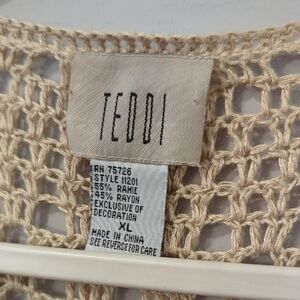 TEDDI
RN 75726
STYLE 11201
55% RAMIE
45% RAYON
EXCLUSIVE OF
DECORATION
XL
MADE IN CHINA
SEE REVERSE FOR CARE